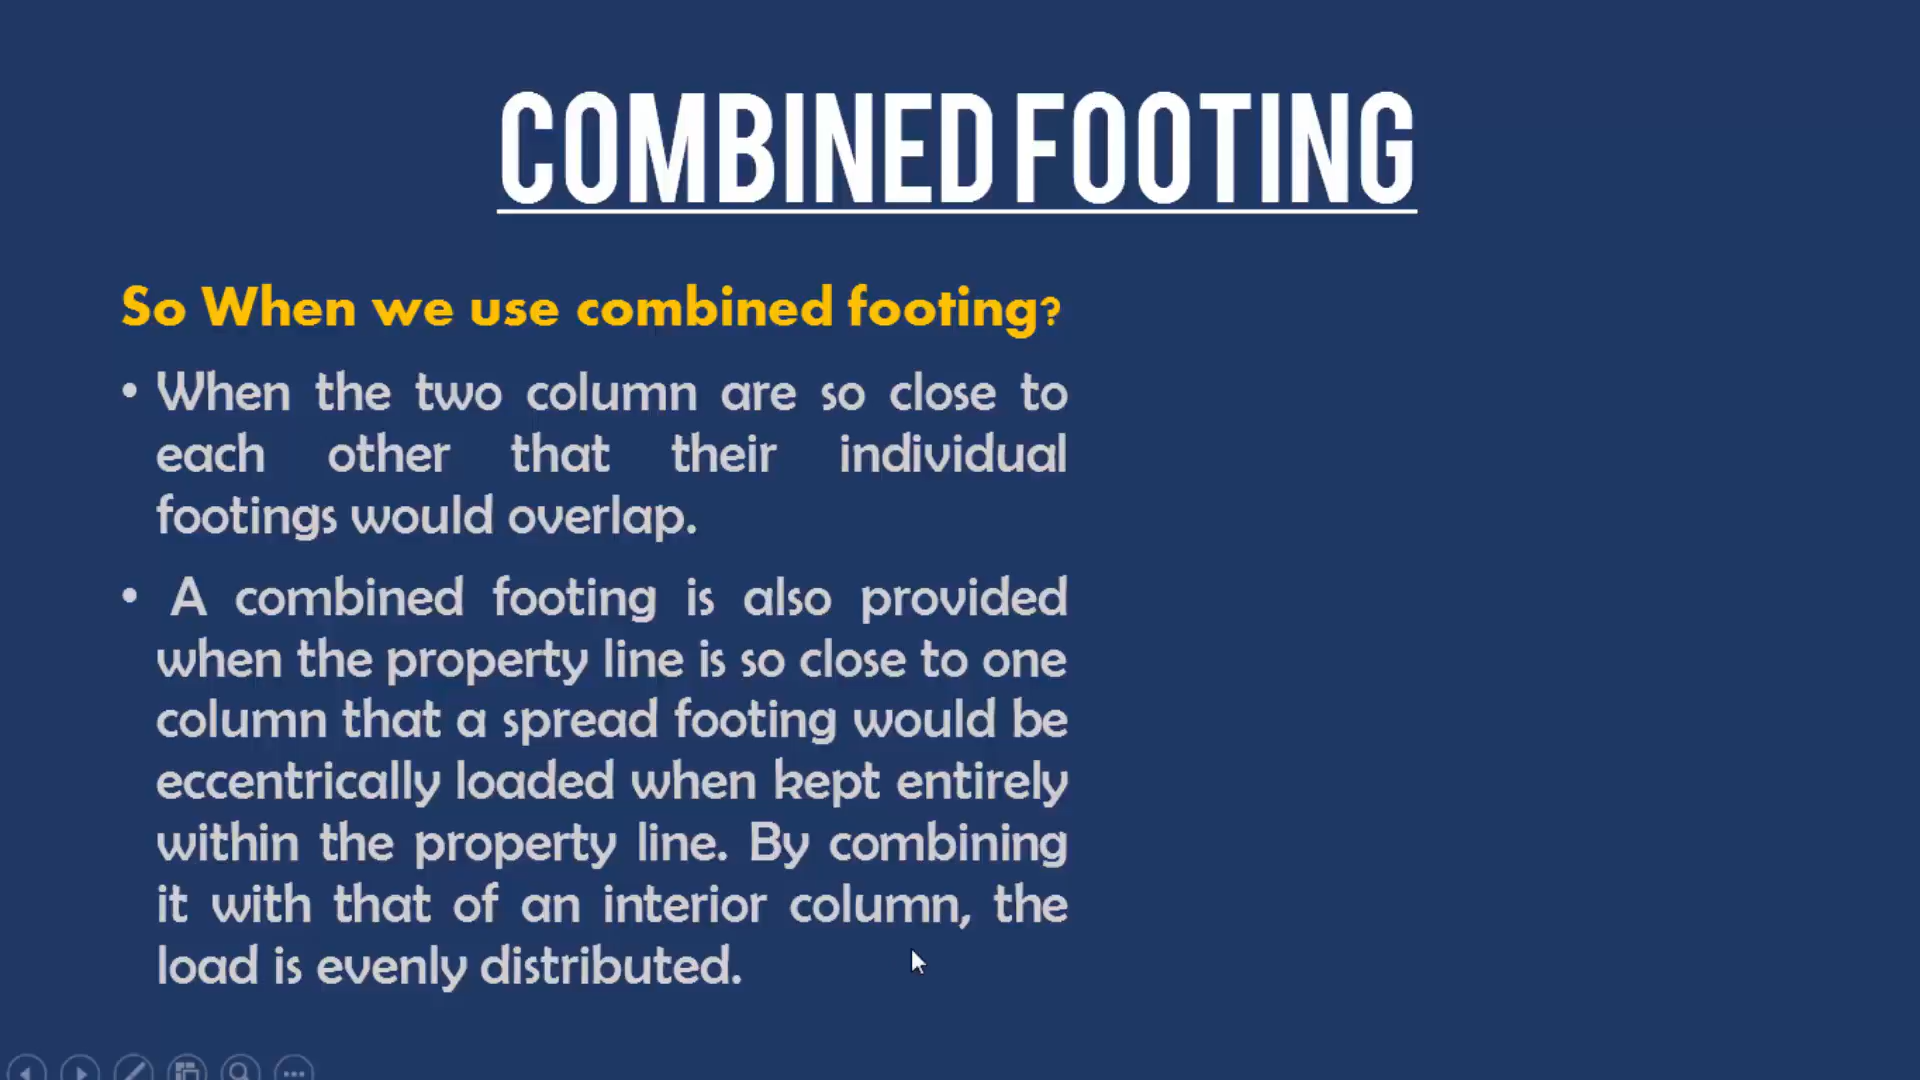 COMBINED FOOTING
So When we use combined footing?
• When the two column are so close to
each other that their individual
footings would overlap.
• A combined footing is also provided
when the property line is so close to one
column that a spread footing would be
eccentrically loaded when kept entirely
within the property line. By combining
it with that of an interior column, the
load is evenly distributed.